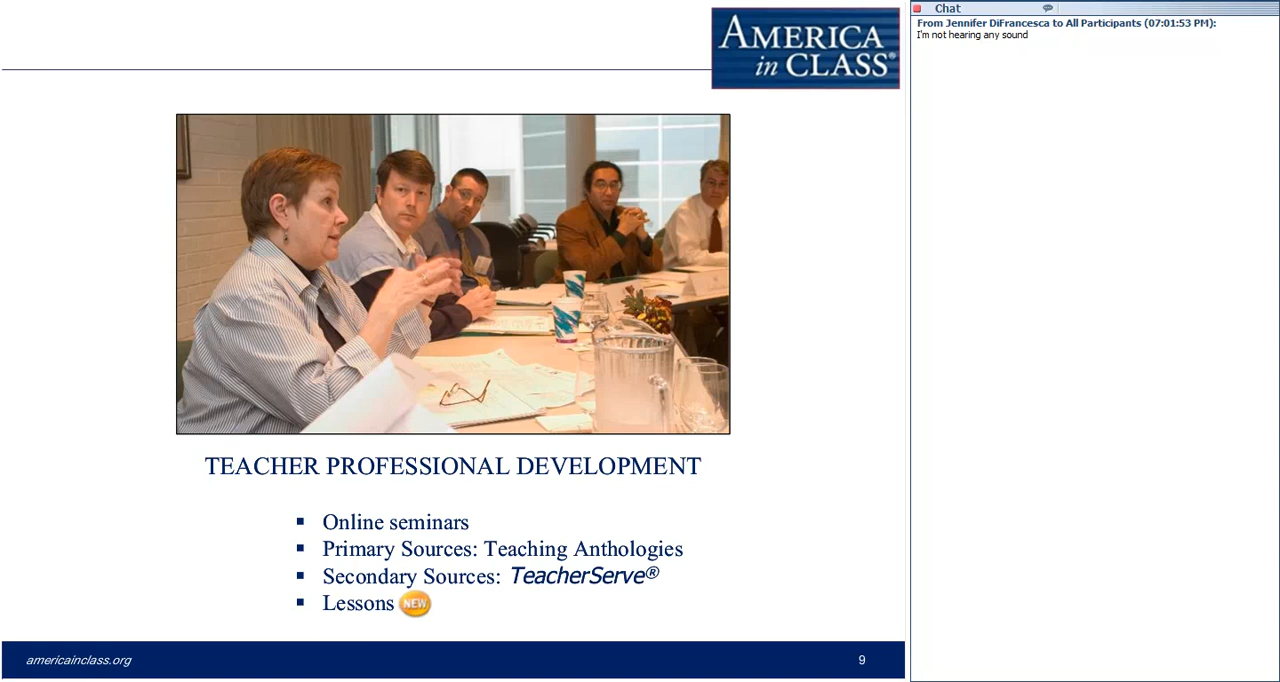 AMERICA
in CLASS®
TEACHER PROFESSIONAL DEVELOPMENT
▪ Online seminars
▪ Primary Sources: Teaching Anthologies
▪ Secondary Sources: TeacherServe®
▪ Lessons NEW
americainclass.org
9
Chat
From Jennifer DiFrancesca to All Participants (07:01:53 PM):
I'm not hearing any sound